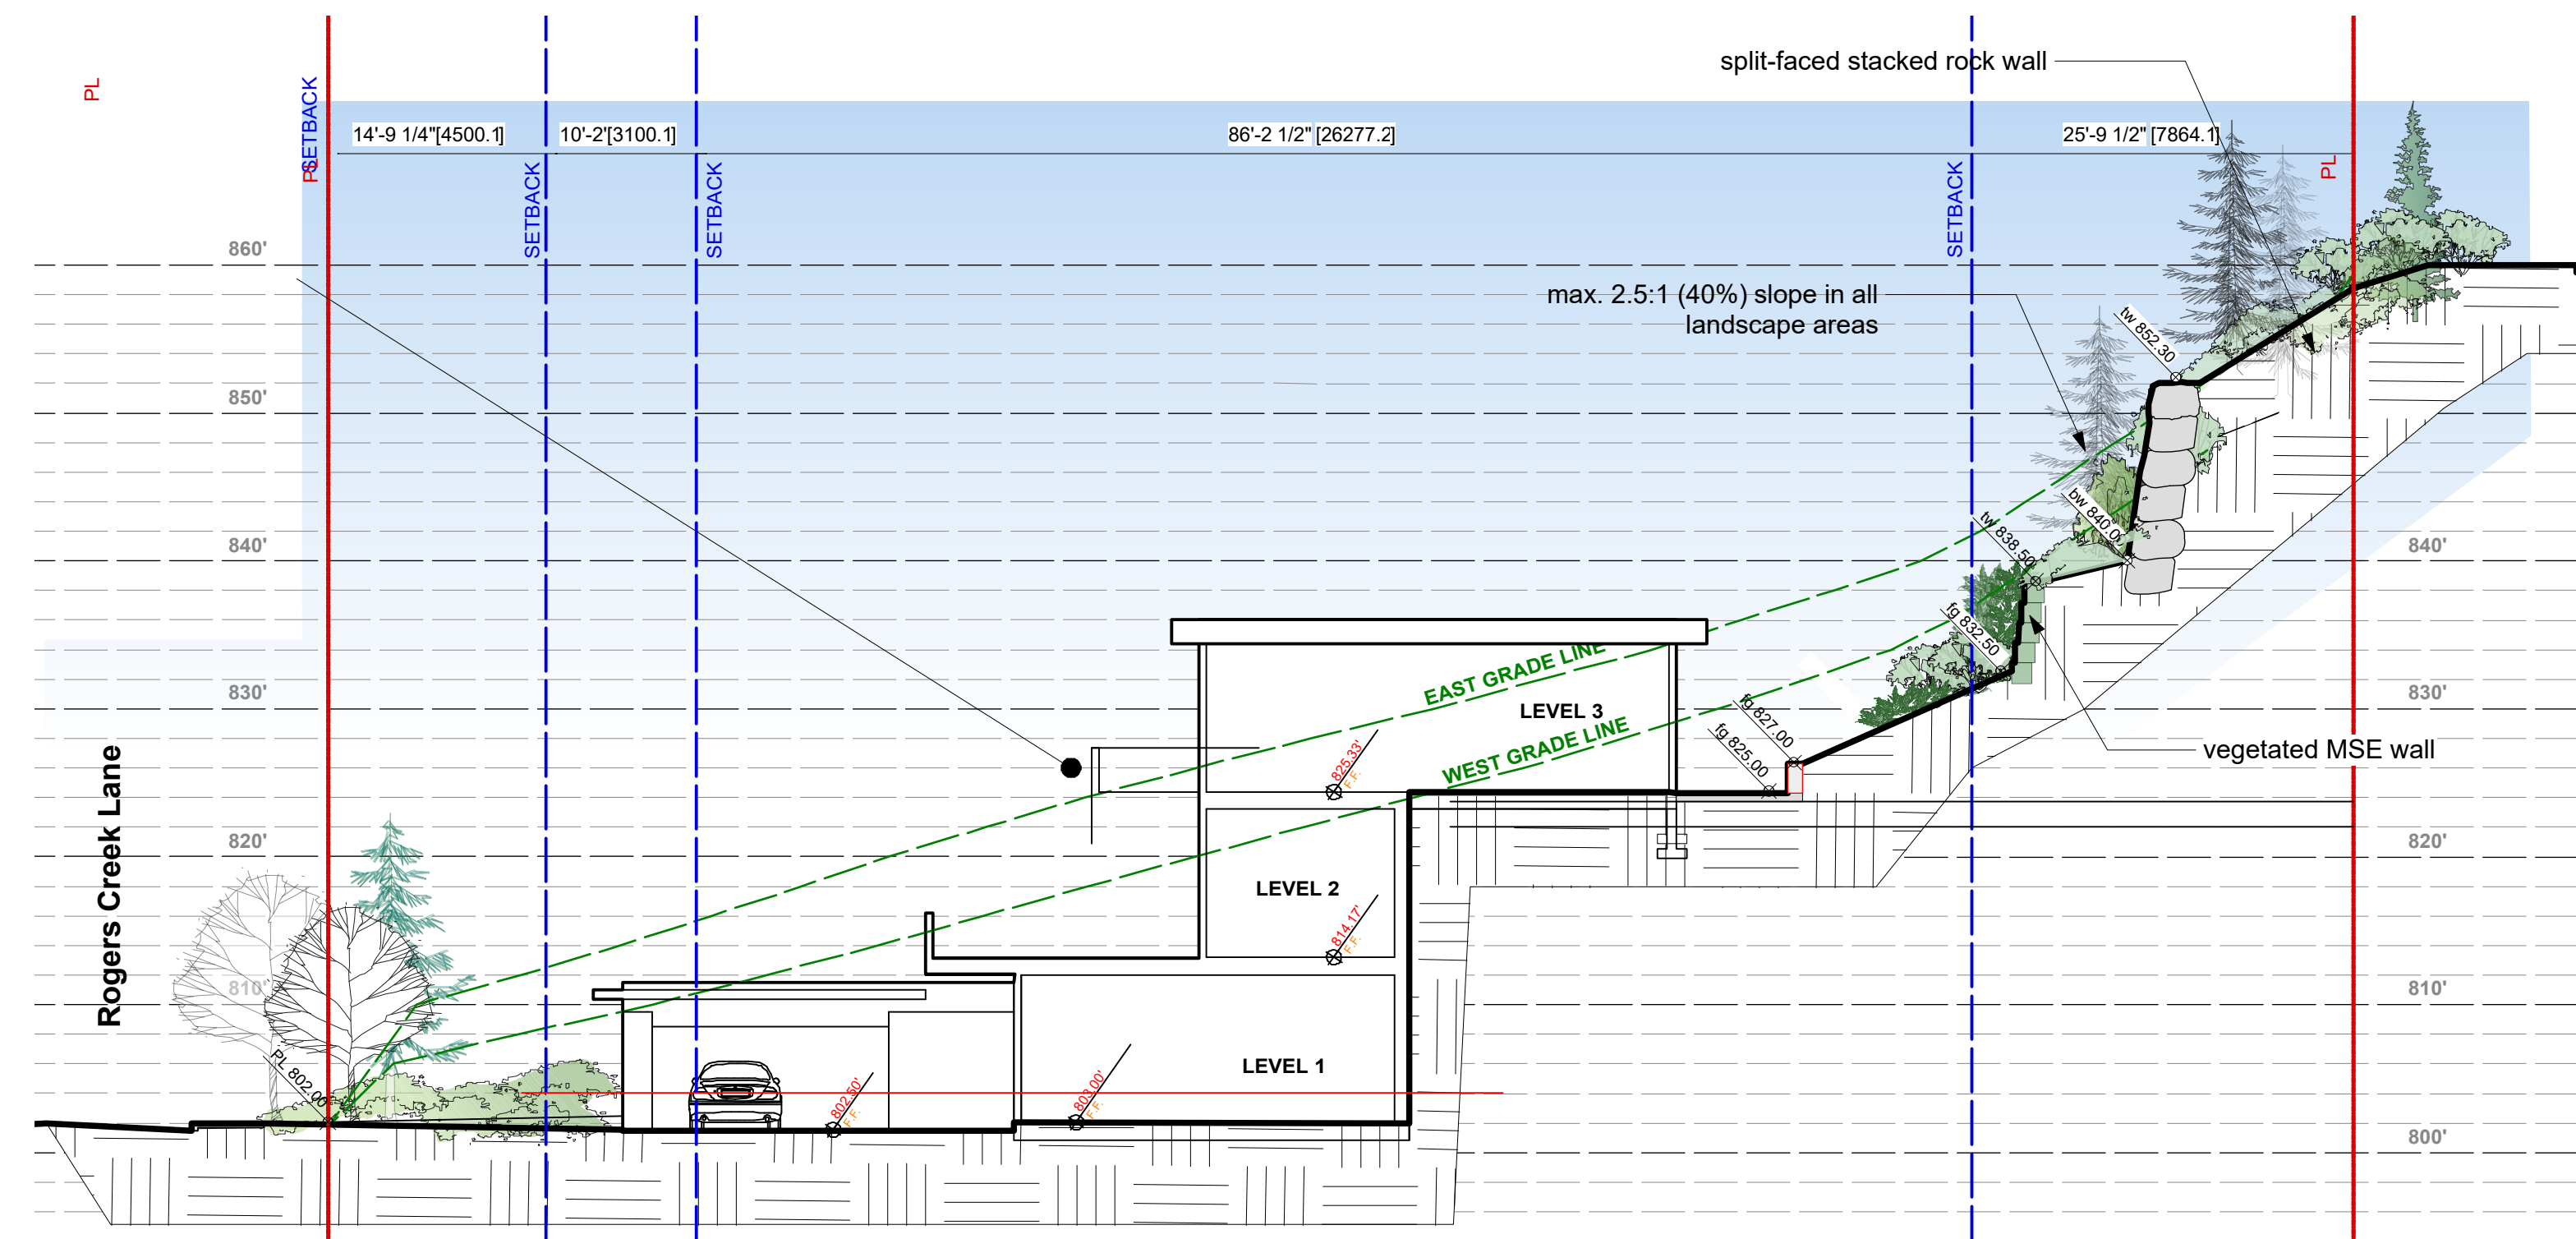 split-faced stacked rock wall
PL
SETBACK
PL
14'-9 1/4"[4500.1]
10'-2'[3100.1]
86'-2 1/2" [26277.2]
25'-9 1/2" [7864.1]
SETBACK
SETBACK
SETBACK
PL
860'
max. 2.5:1 (40%) slope in all
landscape areas
tw 852.30
850'
bw 840.00
tw 838.50
840'
840'
fg 832.50
EAST GRADE LINE
830'
LEVEL 3
830'
fg 827.00
fg 825.00
WEST GRADE LINE
vegetated MSE wall
825.33'
F.F.
820'
820'
LEVEL 2
814.17'
F.F.
Rogers Creek Lane
810'
810'
PL 802.00
LEVEL 1
802.50'
F.F.
803.00'
F.F.
800'